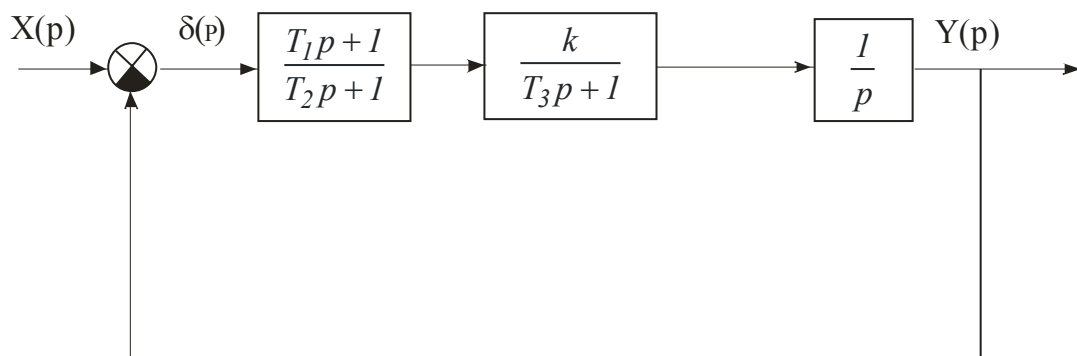 X(p)
δ(P)
T1p + 1
T2p + 1
k
T3p + 1
1
p
Y(p)